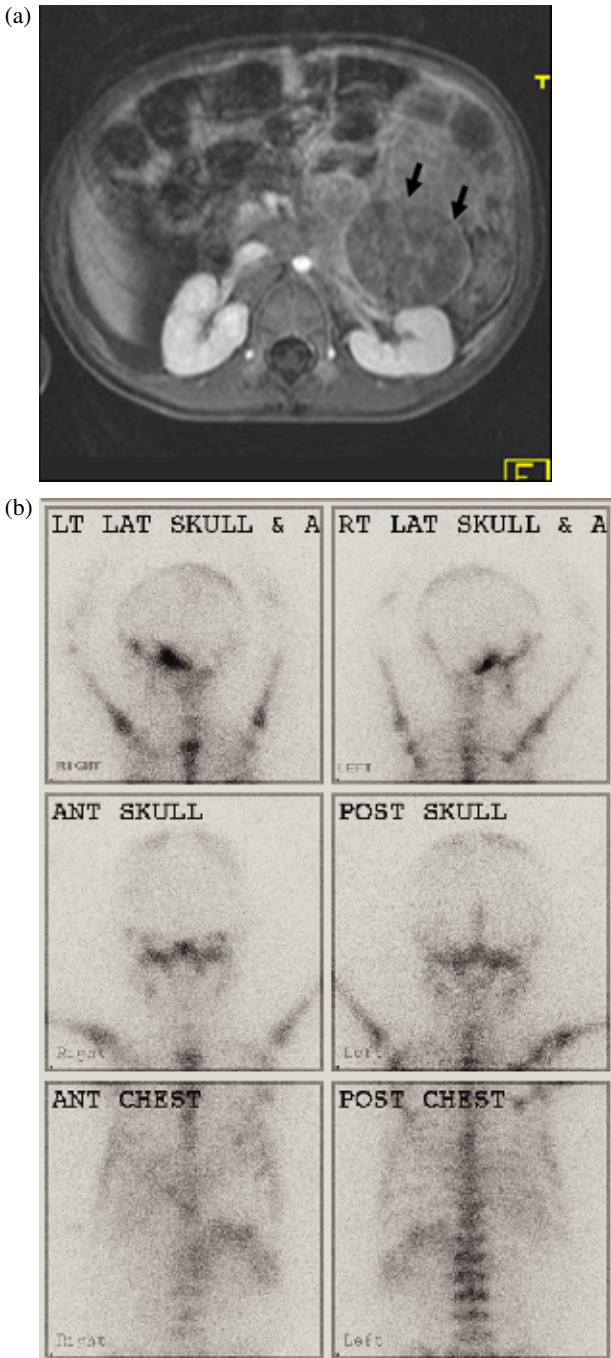 (a)
T
F
(b)
LT LAT SKULL & A
RT LAT SKULL & A
RIGHT
LEFT
ANT SKULL
POST SKULL
Right
Left
ANT CHEST
POST CHEST
Right
Left